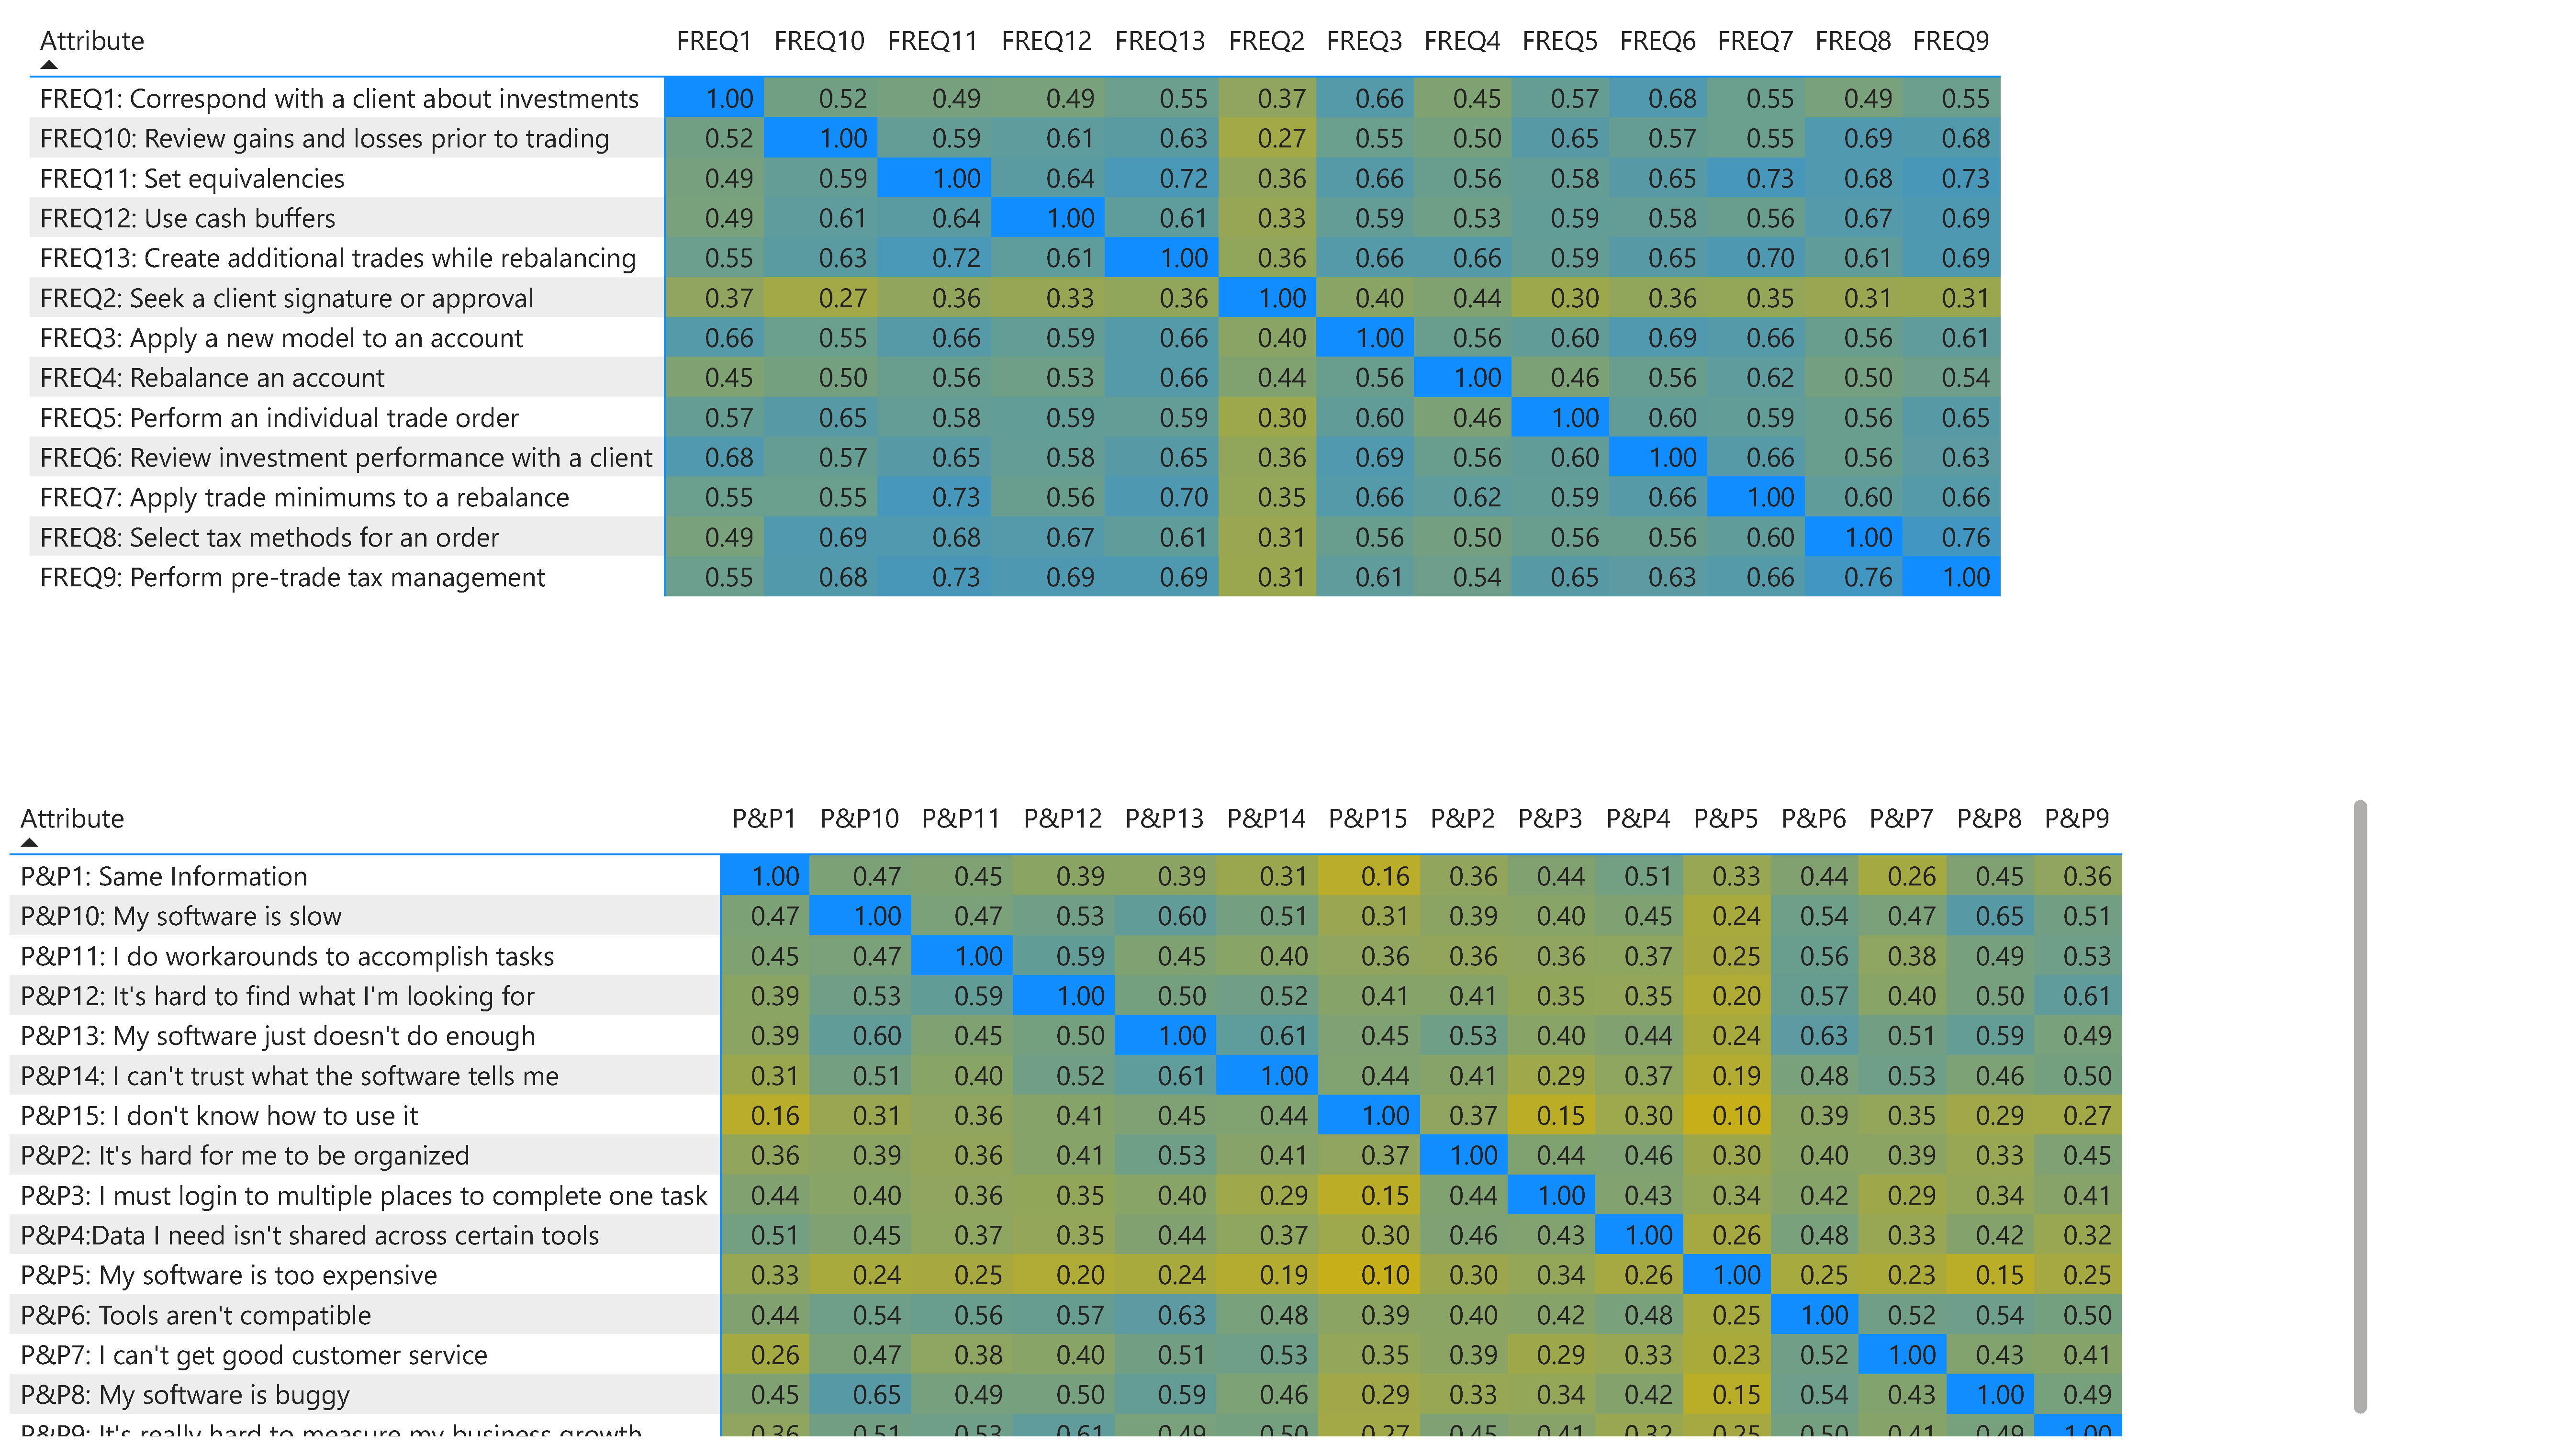 Attribute FREQ1 FREQ10 FREQ11 FREQ12 FREQ13 FREQ2 FREQ3 FREQ4 FREQ5 FREQ6 FREQ7 FREQ8 FREQ9
FREQ1: Correspond with a client about investments 1.00 0.52 0.49 0.49 0.55 0.37 0.66 0.45 0.57 0.68 0.55 0.49 0.55
FREQ10: Review gains and losses prior to trading 0.52 1.00 0.59 0.61 0.63 0.27 0.55 0.50 0.65 0.57 0.55 0.69 0.68
FREQ11: Set equivalencies 0.49 0.59 1.00 0.64 0.72 0.36 0.66 0.56 0.58 0.65 0.73 0.68 0.73
FREQ12: Use cash buffers 0.49 0.61 0.64 1.00 0.61 0.33 0.59 0.53 0.59 0.58 0.56 0.67 0.69
FREQ13: Create additional trades while rebalancing 0.55 0.63 0.72 0.61 1.00 0.36 0.66 0.66 0.59 0.65 0.70 0.61 0.69
FREQ2: Seek a client signature or approval 0.37 0.27 0.36 0.33 0.36 1.00 0.40 0.44 0.30 0.36 0.35 0.31 0.31
FREQ3: Apply a new model to an account 0.66 0.55 0.66 0.59 0.66 0.40 1.00 0.56 0.60 0.69 0.66 0.56 0.61
FREQ4: Rebalance an account 0.45 0.50 0.56 0.53 0.66 0.44 0.56 1.00 0.46 0.56 0.62 0.50 0.54
FREQ5: Perform an individual trade order 0.57 0.65 0.58 0.59 0.59 0.30 0.60 0.46 1.00 0.60 0.59 0.56 0.65
FREQ6: Review investment performance with a client 0.68 0.57 0.65 0.58 0.65 0.36 0.69 0.56 0.60 1.00 0.66 0.56 0.63
FREQ7: Apply trade minimums to a rebalance 0.55 0.55 0.73 0.56 0.70 0.35 0.66 0.62 0.59 0.66 1.00 0.60 0.66
FREQ8: Select tax methods for an order 0.49 0.69 0.68 0.67 0.61 0.31 0.56 0.50 0.56 0.56 0.60 1.00 0.76
FREQ9: Perform pre-trade tax management 0.55 0.68 0.73 0.69 0.69 0.31 0.61 0.54 0.65 0.63 0.66 0.76 1.00
Attribute P&P1 P&P10 P&P11 P&P12 P&P13 P&P14 P&P15 P&P2 P&P3 P&P4 P&P5 P&P6 P&P7 P&P8 P&P9
P&P1: Same Information 1.00 0.47 0.45 0.39 0.39 0.31 0.16 0.36 0.44 0.51 0.33 0.44 0.26 0.45 0.36
P&P10: My software is slow 0.47 1.00 0.47 0.53 0.60 0.51 0.31 0.39 0.40 0.45 0.24 0.54 0.47 0.65 0.51
P&P11: I do workarounds to accomplish tasks 0.45 0.47 1.00 0.59 0.45 0.40 0.36 0.36 0.36 0.37 0.25 0.56 0.38 0.49 0.53
P&P12: It's hard to find what I'm looking for 0.39 0.53 0.59 1.00 0.50 0.52 0.41 0.41 0.35 0.35 0.20 0.57 0.40 0.50 0.61
P&P13: My software just doesn't do enough 0.39 0.60 0.45 0.50 1.00 0.61 0.45 0.53 0.40 0.44 0.24 0.63 0.51 0.59 0.49
P&P14: I can't trust what the software tells me 0.31 0.51 0.40 0.52 0.61 1.00 0.44 0.41 0.29 0.37 0.19 0.48 0.53 0.46 0.50
P&P15: I don't know how to use it 0.16 0.31 0.36 0.41 0.45 0.44 1.00 0.37 0.15 0.30 0.10 0.39 0.35 0.29 0.27
P&P2: It's hard for me to be organized 0.36 0.39 0.36 0.41 0.53 0.41 0.37 1.00 0.44 0.46 0.30 0.40 0.39 0.33 0.45
P&P3: I must login to multiple places to complete one task 0.44 0.40 0.36 0.35 0.40 0.29 0.15 0.44 1.00 0.43 0.34 0.42 0.29 0.34 0.41
P&P4:Data I need isn't shared across certain tools 0.51 0.45 0.37 0.35 0.44 0.37 0.30 0.46 0.43 1.00 0.26 0.48 0.33 0.42 0.32
P&P5: My software is too expensive 0.33 0.24 0.25 0.20 0.24 0.19 0.10 0.30 0.34 0.26 1.00 0.25 0.23 0.15 0.25
P&P6: Tools aren't compatible 0.44 0.54 0.56 0.57 0.63 0.48 0.39 0.40 0.42 0.48 0.25 1.00 0.52 0.54 0.50
P&P7: I can't get good customer service 0.26 0.47 0.38 0.40 0.51 0.53 0.35 0.39 0.29 0.33 0.23 0.52 1.00 0.43 0.41
P&P8: My software is buggy 0.45 0.65 0.49 0.50 0.59 0.46 0.29 0.33 0.34 0.42 0.15 0.54 0.43 1.00 0.49
P&P9: It's really hard to measure my business growth 0.36 0.51 0.53 0.61 0.49 0.50 0.27 0.45 0.41 0.32 0.25 0.50 0.41 0.49 1.00